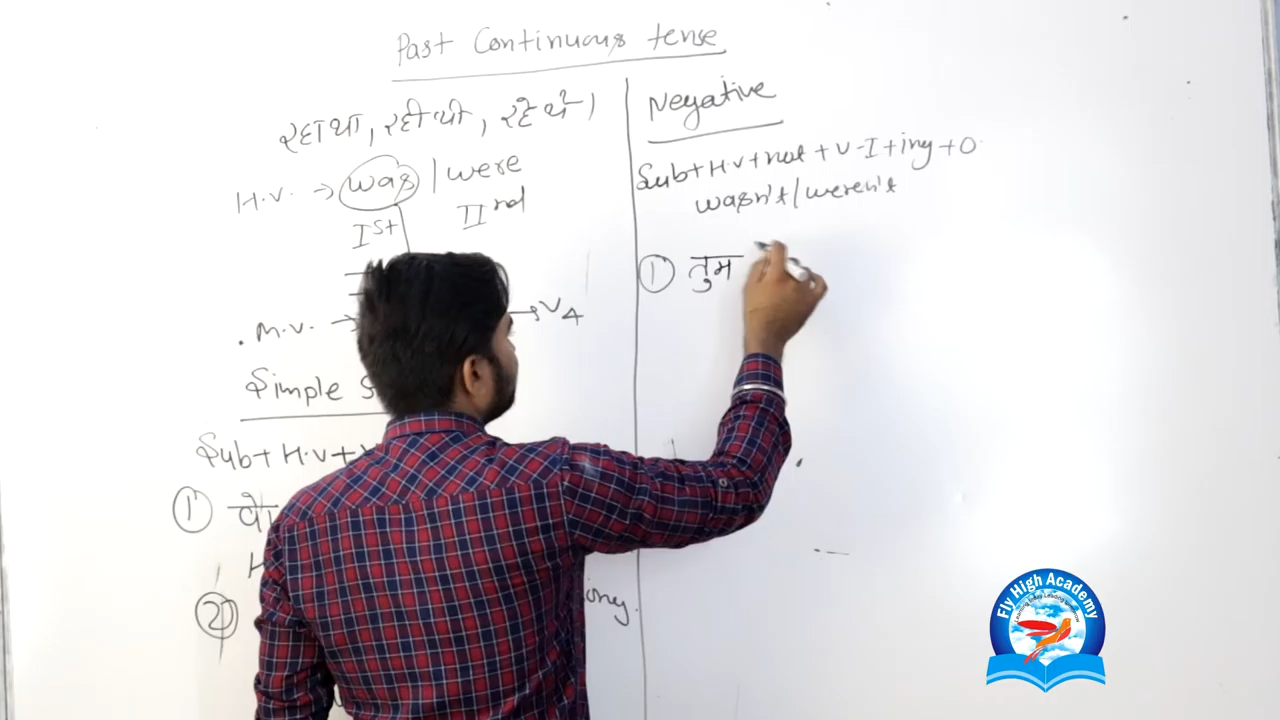 Past Continuous tense
रहा था, रही थी, रहे थे।
H.V. → was / were
Ist IInd
M.V. → → V4
Simple S
Sub + H.V +
①
②
Negative
Sub + H.V + not + V-I + ing + O
wasn't / weren't
① तुम
Fly High Academy